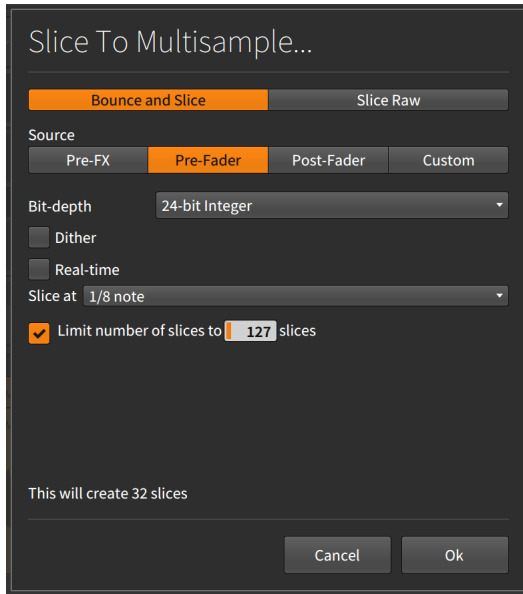 Slice To Multisample...
Bounce and Slice Slice Raw
Source
Pre-FX Pre-Fader Post-Fader Custom
Bit-depth 24-bit Integer
Dither
Real-time
Slice at 1/8 note
Limit number of slices to 127 slices
This will create 32 slices
Cancel Ok